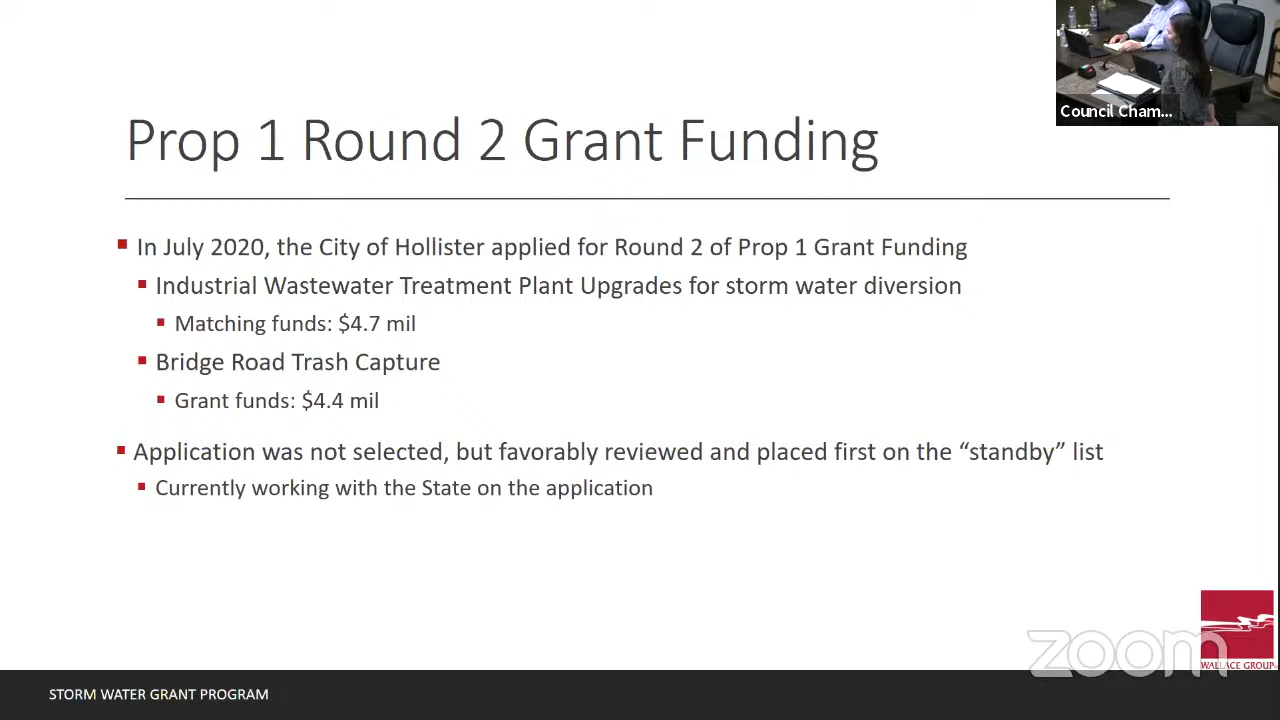 Council Cham...
Prop 1 Round 2 Grant Funding
In July 2020, the City of Hollister applied for Round 2 of Prop 1 Grant Funding
Industrial Wastewater Treatment Plant Upgrades for storm water diversion
Matching funds: $4.7 mil
Bridge Road Trash Capture
Grant funds: $4.4 mil
Application was not selected, but favorably reviewed and placed first on the “standby” list
Currently working with the State on the application
zoom
WALLACE GROUP
STORM WATER GRANT PROGRAM